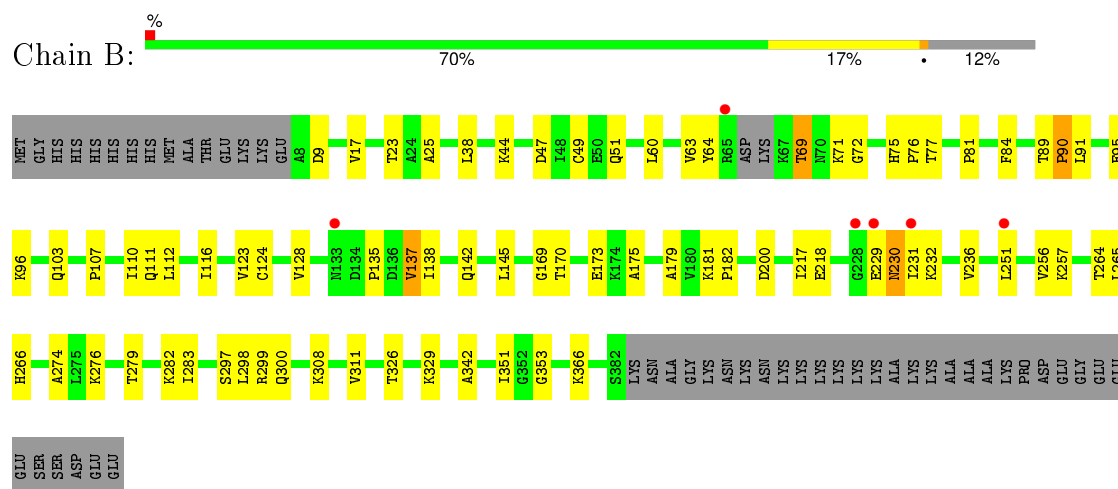 %
Chain B:
70% 17% • 12%
MET GLY HIS HIS HIS HIS HIS HIS MET ALA THR GLU LYS LYS GLU A8 D9 V17 T23 A24 A25 L38 K44 D47 I48 C49 E50 Q51 L60 V63 Y64 R65 ASP LYS K67 T69 N70 K71 G72 H75 P76 T77 P81 F84 T89 P90 L91
K96 Q103 P107 I110 Q111 L112 I116 V123 C124 V128 N133 D134 P135 D136 V137 I138 Q142 L145 G169 T170 E173 K174 A175 A179 V180 K181 P182 D200 I217 E218 G228 E229 N230 I231 K232 V236 L251 V256 K257 T264
H266 A274 L275 K276 T279 K282 I283 S297 L298 R299 Q300 K308 V311 T326 K329 A342 I351 G352 G353 K366 S382 LYS ASN ALA GLY LYS ASN LYS ASN LYS LYS LYS LYS LYS LYS ALA LYS LYS ALA ALA ALA LYS PRO ASP GLU GLY GLU
GLU SER SER ASP GLU GLU